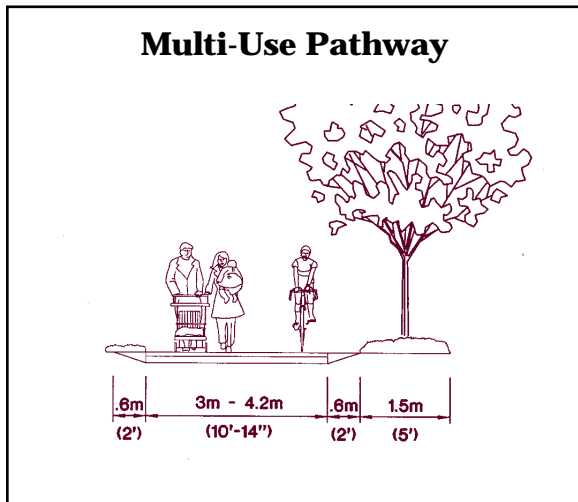 Multi-Use Pathway
.6m 3m - 4.2m .6m 1.5m
(2') (10'-14") (2') (5')